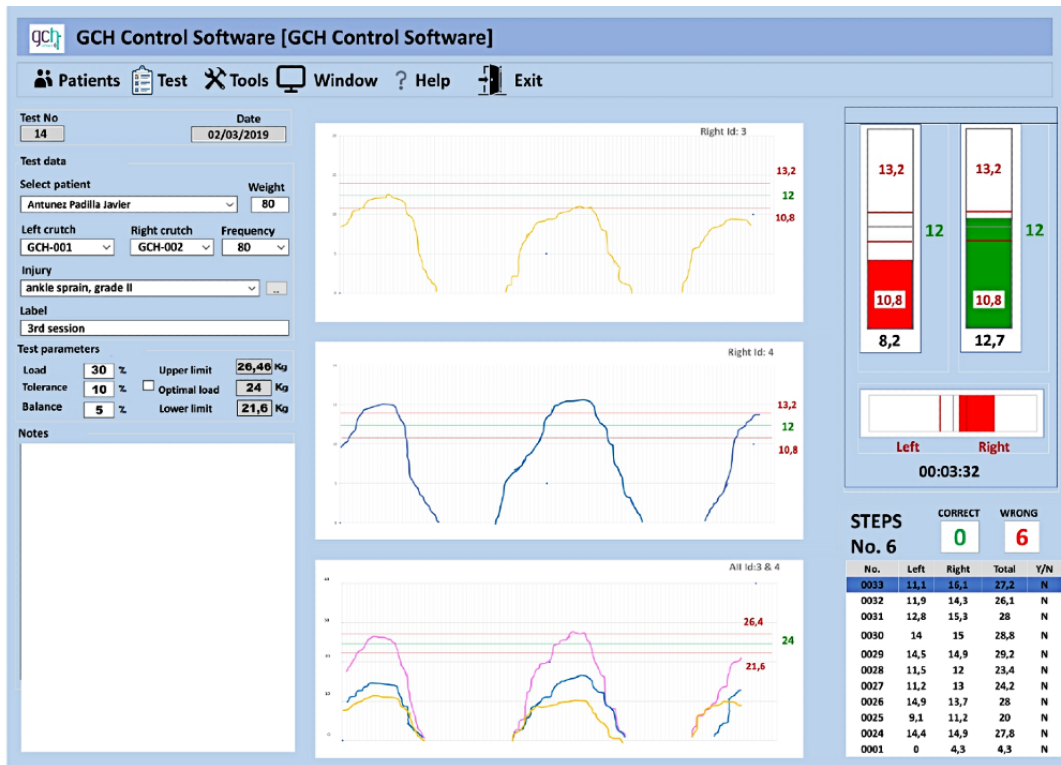 gch GCH Control Software [GCH Control Software]
Patients Test Tools Window ? Help Exit
Test No Date
14 02/03/2019
Test data
Select patient Weight
Antunez Padilla Javier 80
Left crutch Right crutch Frequency
GCH-001 GCH-002 80
Injury
ankle sprain, grade II ...
Label
3rd session
Test parameters
Load 30 % Upper limit 26,46 Kg
Tolerance 10 % Optimal load 24 Kg
Balance 5 % Lower limit 21,6 Kg
Notes
Right Id: 3
13,2
12
10,8
Right Id: 4
13,2
12
10,8
All Id:3 & 4
26,4
24
21,6
13,2 13,2
12 12
10,8 10,8
8,2 12,7
Left Right
00:03:32
STEPS CORRECT WRONG
No. 6 0 6
No. Left Right Total Y/N
0033 11,1 16,1 27,2 N
0032 11,9 14,3 26,1 N
0031 12,8 15,3 28 N
0030 14 15 28,8 N
0029 14,5 14,9 29,2 N
0028 11,5 12 23,4 N
0027 11,2 13 24,2 N
0026 14,9 13,7 28 N
0025 9,1 11,2 20 N
0024 14,4 14,9 27,8 N
0001 0 4,3 4,3 N